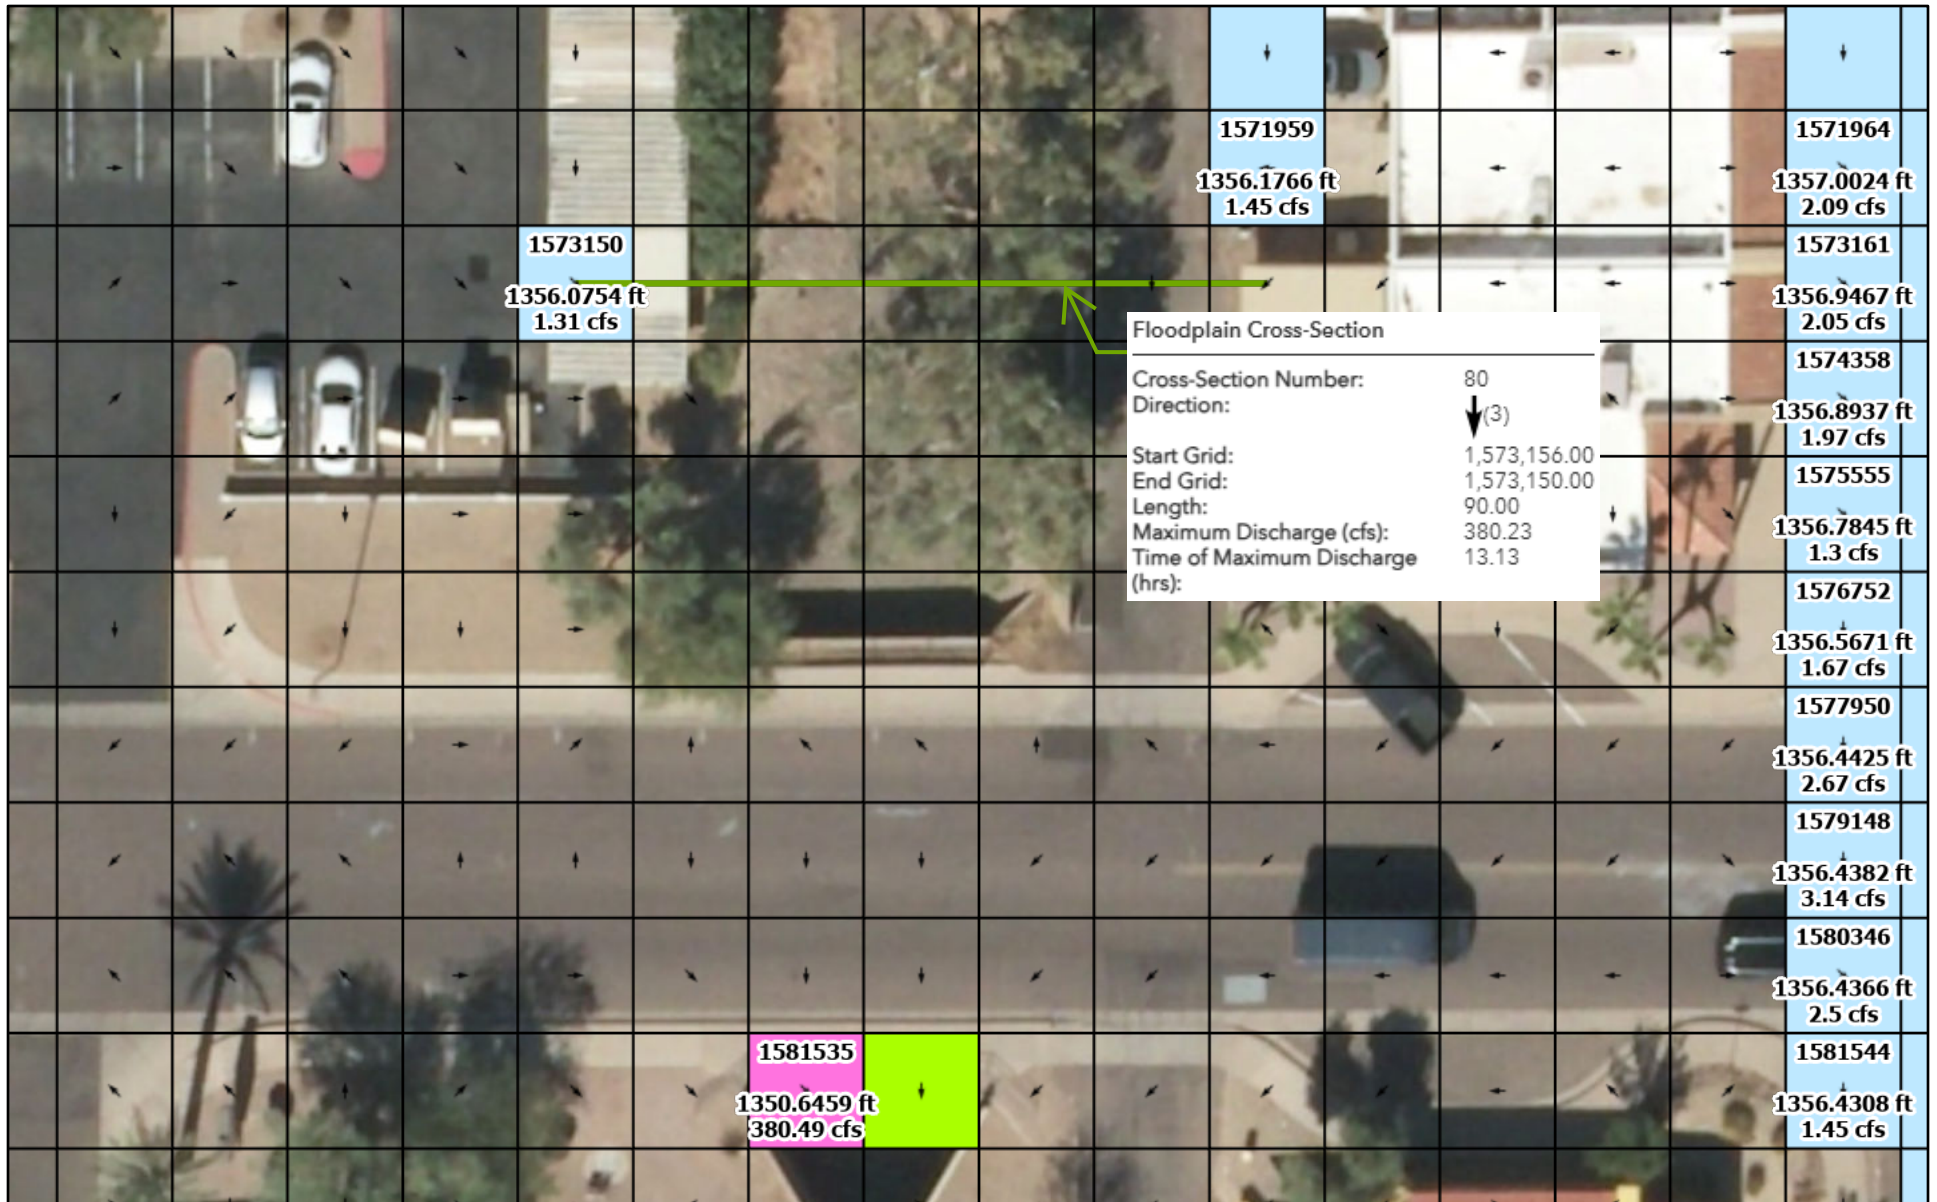 1571959
1356.1766 ft
1.45 cfs
1571964
1357.0024 ft
2.09 cfs
1573150
1356.0754 ft
1.31 cfs
1573161
1356.9467 ft
2.05 cfs
Floodplain Cross-Section
Cross-Section Number: 80
Direction: (3)
Start Grid: 1,573,156.00
End Grid: 1,573,150.00
Length: 90.00
Maximum Discharge (cfs): 380.23
Time of Maximum Discharge 13.13
(hrs):
1574358
1356.8937 ft
1.97 cfs
1575555
1356.7845 ft
1.3 cfs
1576752
1356.5671 ft
1.67 cfs
1577950
1356.4425 ft
2.67 cfs
1579148
1356.4382 ft
3.14 cfs
1580346
1356.4366 ft
2.5 cfs
1581535
1350.6459 ft
380.49 cfs
1581544
1356.4308 ft
1.45 cfs